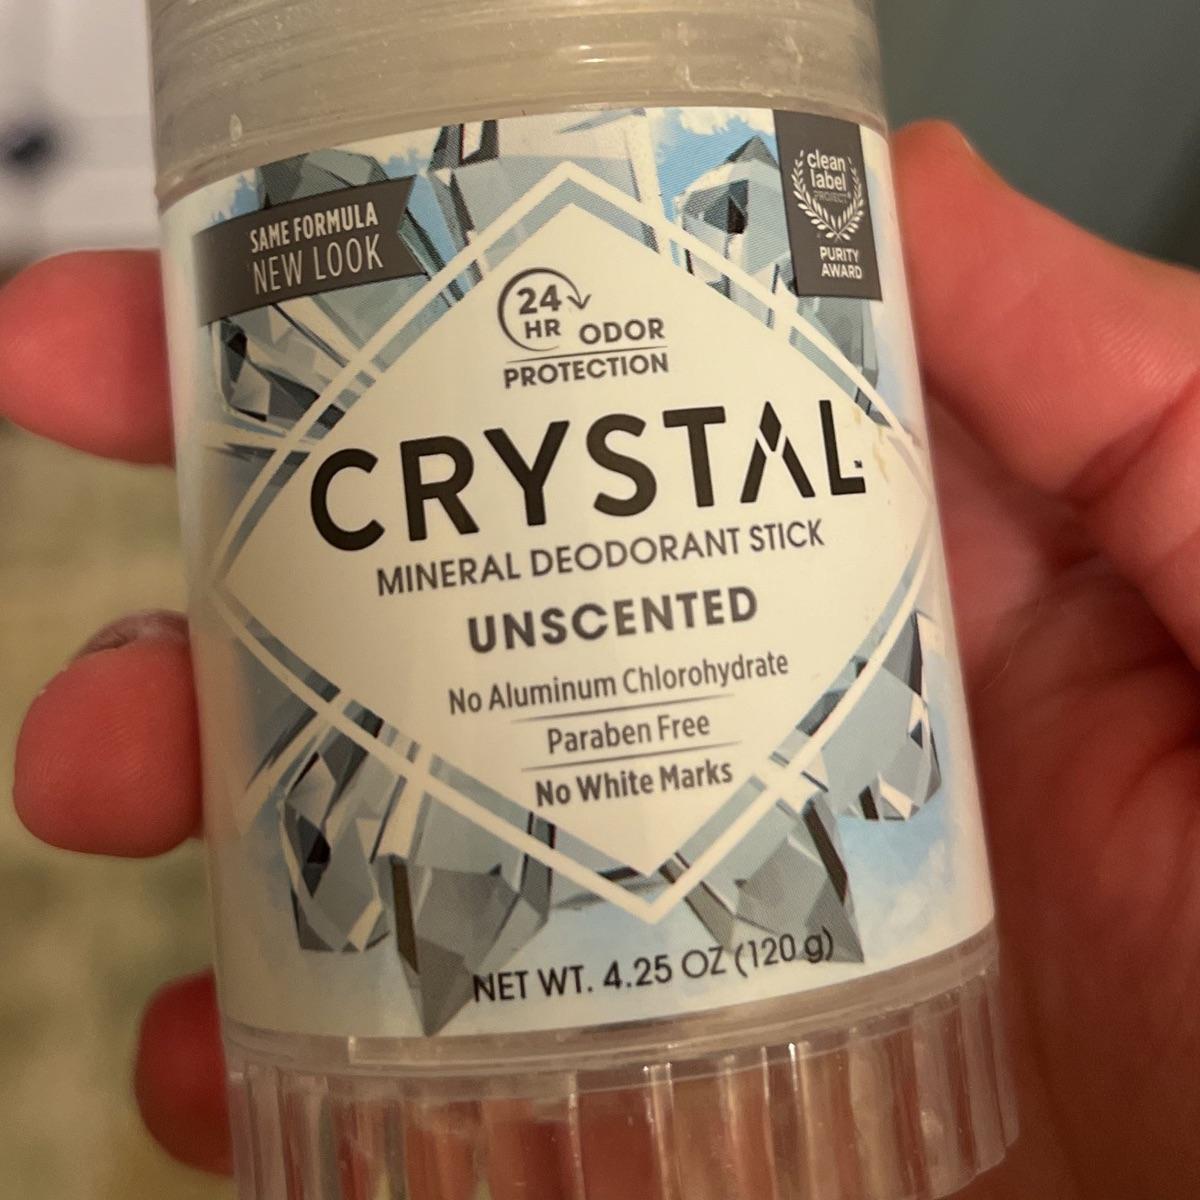 SAME FORMULA
NEW LOOK
clean
label
PROJECT
PURITY
AWARD
24
HR ODOR
PROTECTION
CRYSTAL
MINERAL DEODORANT STICK
UNSCENTED
No Aluminum Chlorohydrate
Paraben Free
No White Marks
NET WT. 4.25 OZ (120 g)